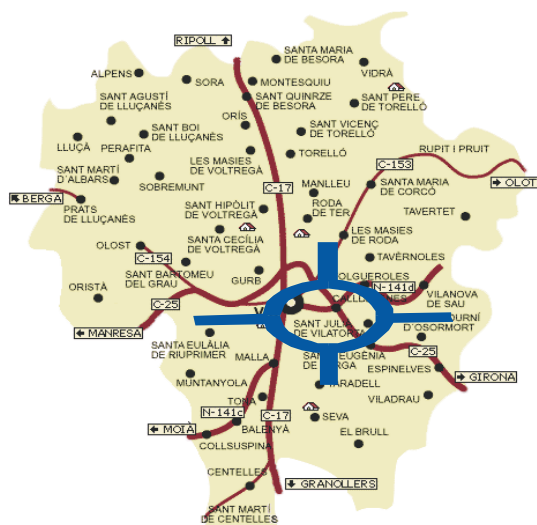 RIPOLL
SANTA MARIA
DE BESORA
VIDRÀ
ALPENS
SORA
MONTESQUIU
SANT AGUSTÍ
DE LLUÇANÈS
SANT QUINRZE
DE BESORA
SANT PERE
DE TORELLÓ
ORÍS
SANT VICENÇ
DE TORELLÓ
SANT BOI
DE LLUÇANÈS
LLUÇÀ
PERAFITA
LES MASIES
DE VOLTREGÀ
TORELLÓ
RUPIT I PRUIT
C-153
SANT MARTÍ
D'ALBARS
SOBREMUNT
C-17
MANLLEU
SANTA MARIA
DE CORCÓ
OLOT
BERGA
PRATS
DE LLUÇANÈS
SANT HIPÒLIT
DE VOLTREGÀ
RODA
DE TER
TAVERTET
OLOST
SANTA CECÍLIA
DE VOLTREGÀ
LES MASIES
DE RODA
C-154
TAVÈRNOLES
SANT BARTOMEU
DEL GRAU
GURB
OLGUEROLES
N-141d
ORISTÀ
C-25
VILANOVA
DE SAU
MANRESA
SANT JULIÀ
DE VILATORTA
D'OSORMORT
SANTA EULÀLIA
DE RIUPRIMER
C-25
MALLA
ESPINELVES
GIRONA
MUNTANYOLA
VILADRAU
TONA
N-141c
C-17
SEVA
MOIÀ
BALENYÀ
EL BRULL
COLLSUSPINA
CENTELLES
GRANOLLERS
SANT MARTÍ
DE CENTELLES